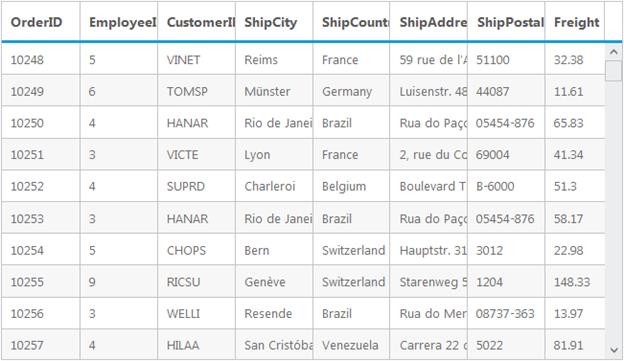 OrderID EmployeeI CustomerI ShipCity ShipCount ShipAddre ShipPostal Freight
10248 5 VINET Reims France 59 rue de l'A 51100 32.38
10249 6 TOMSP Münster Germany Luisenstr. 48 44087 11.61
10250 4 HANAR Rio de Janei Brazil Rua do Paço 05454-876 65.83
10251 3 VICTE Lyon France 2, rue du Co 69004 41.34
10252 4 SUPRD Charleroi Belgium Boulevard T B-6000 51.3
10253 3 HANAR Rio de Janei Brazil Rua do Paço 05454-876 58.17
10254 5 CHOPS Bern Switzerland Hauptstr. 31 3012 22.98
10255 9 RICSU Genève Switzerland Starenweg 5 1204 148.33
10256 3 WELLI Resende Brazil Rua do Mer 08737-363 13.97
10257 4 HILAA San Cristóba Venezuela Carrera 22 c 5022 81.91